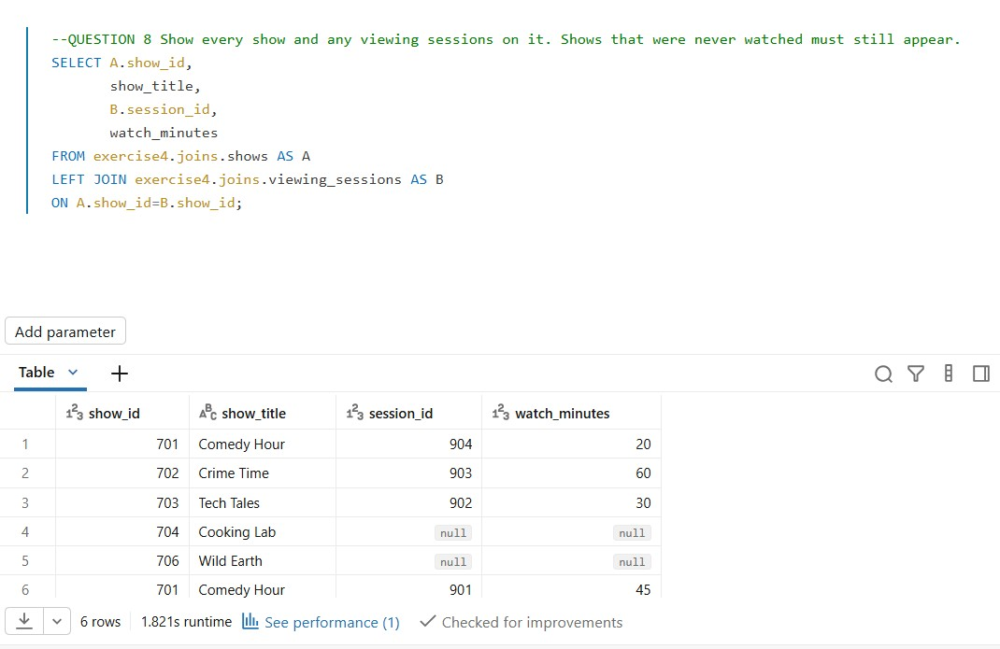 --QUESTION 8 Show every show and any viewing sessions on it. Shows that were never watched must still appear.
SELECT A.show_id,
show_title,
B.session_id,
watch_minutes
FROM exercise4.joins.shows AS A
LEFT JOIN exercise4.joins.viewing_sessions AS B
ON A.show_id=B.show_id;
Add parameter
Table +
123 show_id ABC show_title 123 session_id 123 watch_minutes
1 701 Comedy Hour 904 20
2 702 Crime Time 903 60
3 703 Tech Tales 902 30
4 704 Cooking Lab null null
5 706 Wild Earth null null
6 701 Comedy Hour 901 45
6 rows 1.821s runtime See performance (1) Checked for improvements